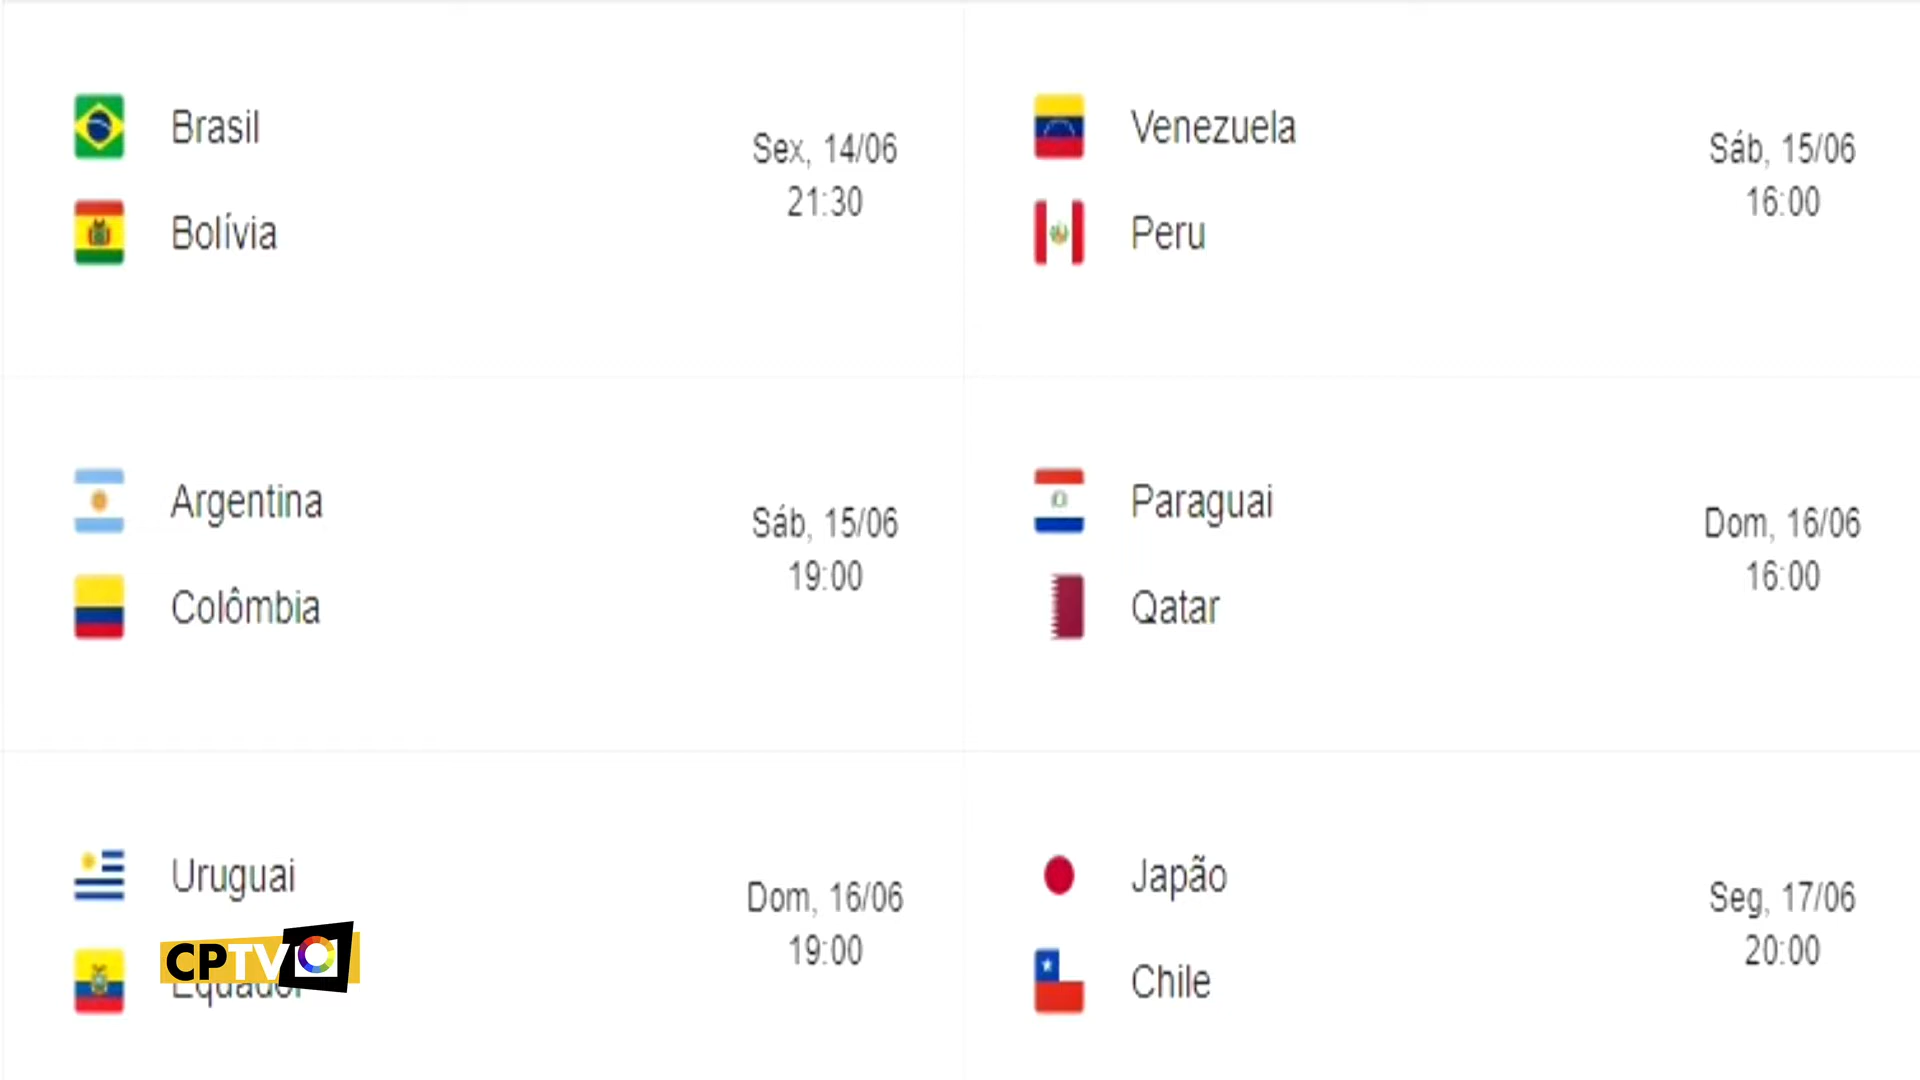 Brasil
Bolívia
Sex, 14/06
21:30
Venezuela
Peru
Sáb, 15/06
16:00
Argentina
Colômbia
Sáb, 15/06
19:00
Paraguai
Qatar
Dom, 16/06
16:00
Uruguai
CPTV
Equador
Dom, 16/06
19:00
Japão
Chile
Seg, 17/06
20:00